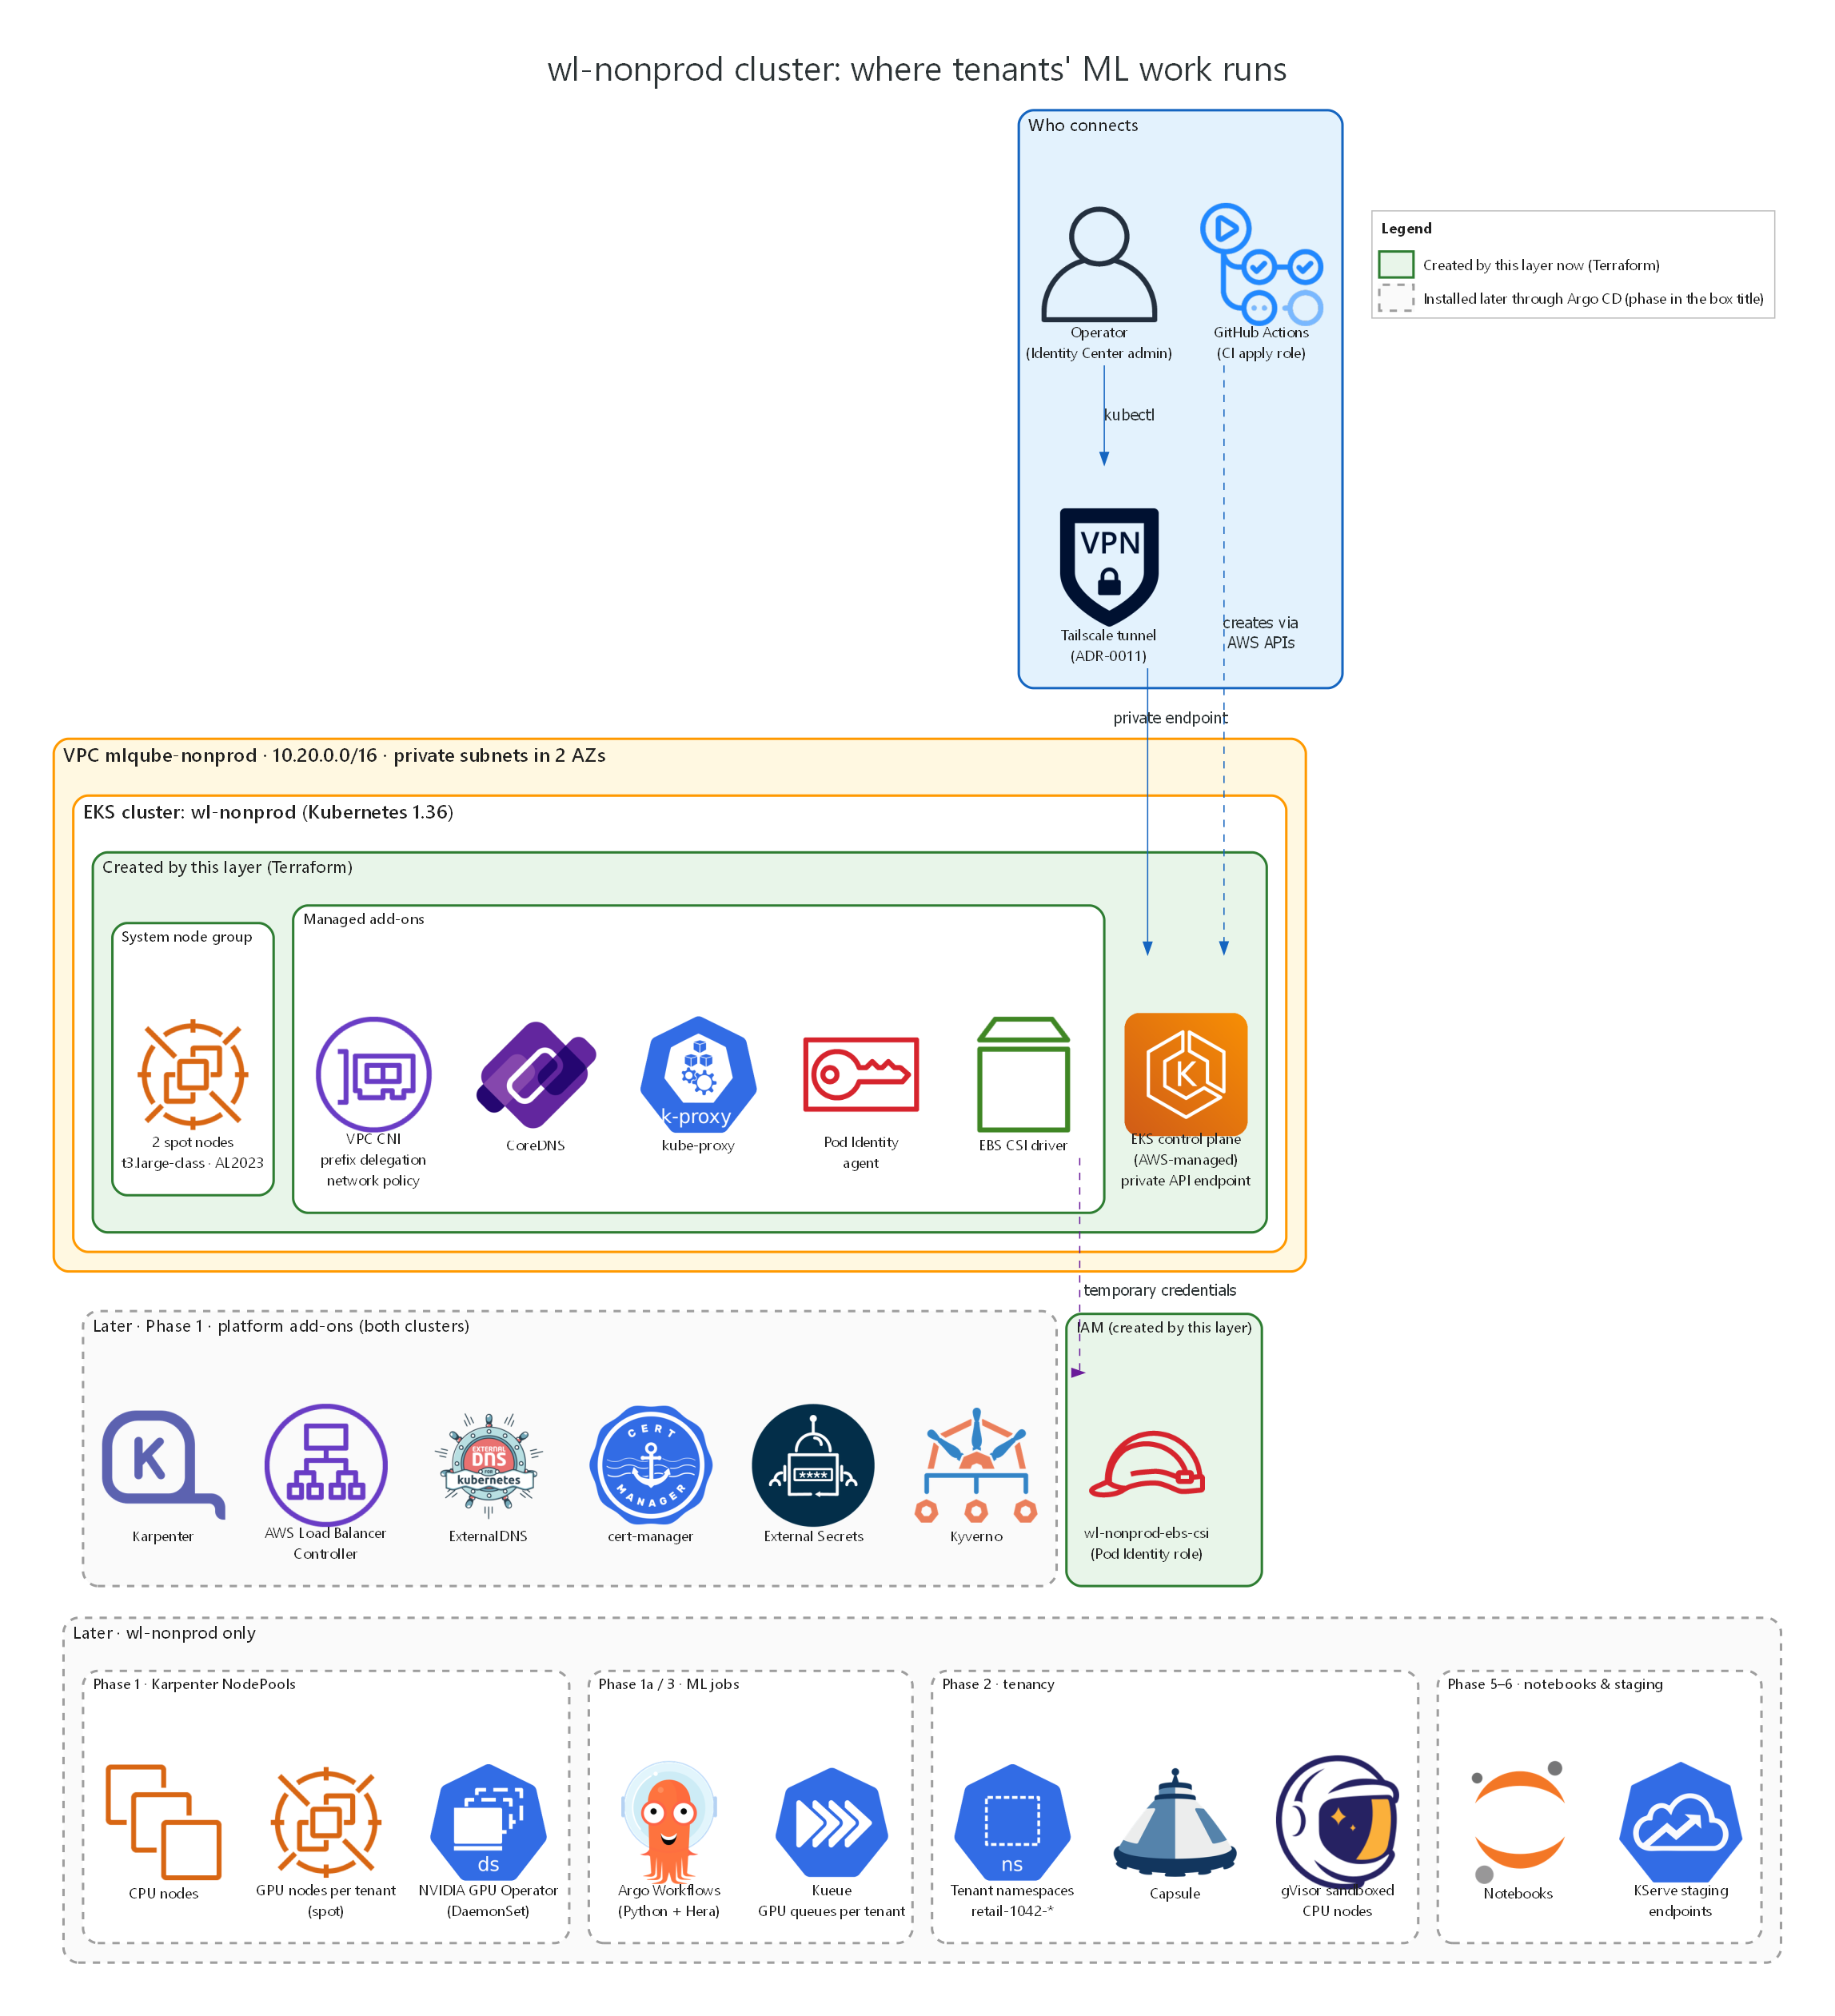 wl-nonprod cluster: where tenants' ML work runs
Who connects
Operator
(Identity Center admin)
GitHub Actions
(CI apply role)
Legend
Created by this layer now (Terraform)
Installed later through Argo CD (phase in the box title)
kubectl
VPN
Tailscale tunnel
(ADR-0011)
creates via
AWS APIs
private endpoint
VPC mlqube-nonprod · 10.20.0.0/16 · private subnets in 2 AZs
EKS cluster: wl-nonprod (Kubernetes 1.36)
Created by this layer (Terraform)
System node group
2 spot nodes
t3.large-class · AL2023
Managed add-ons
VPC CNI
prefix delegation
network policy
CoreDNS
k-proxy
kube-proxy
Pod Identity
agent
EBS CSI driver
K
EKS control plane
(AWS-managed)
private API endpoint
temporary credentials
Later · Phase 1 · platform add-ons (both clusters)
K
Karpenter
AWS Load Balancer
Controller
EXTERNAL
DNS
FOR
kubernetes
ExternalDNS
CERT
MANAGER
cert-manager
****
External Secrets
Kyverno
IAM (created by this layer)
wl-nonprod-ebs-csi
(Pod Identity role)
Later · wl-nonprod only
Phase 1 · Karpenter NodePools
CPU nodes
GPU nodes per tenant
(spot)
ds
NVIDIA GPU Operator
(DaemonSet)
Phase 1a / 3 · ML jobs
Argo Workflows
(Python + Hera)
Kueue
GPU queues per tenant
Phase 2 · tenancy
ns
Tenant namespaces
retail-1042-*
Capsule
gVisor sandboxed
CPU nodes
Phase 5–6 · notebooks & staging
Notebooks
KServe staging
endpoints